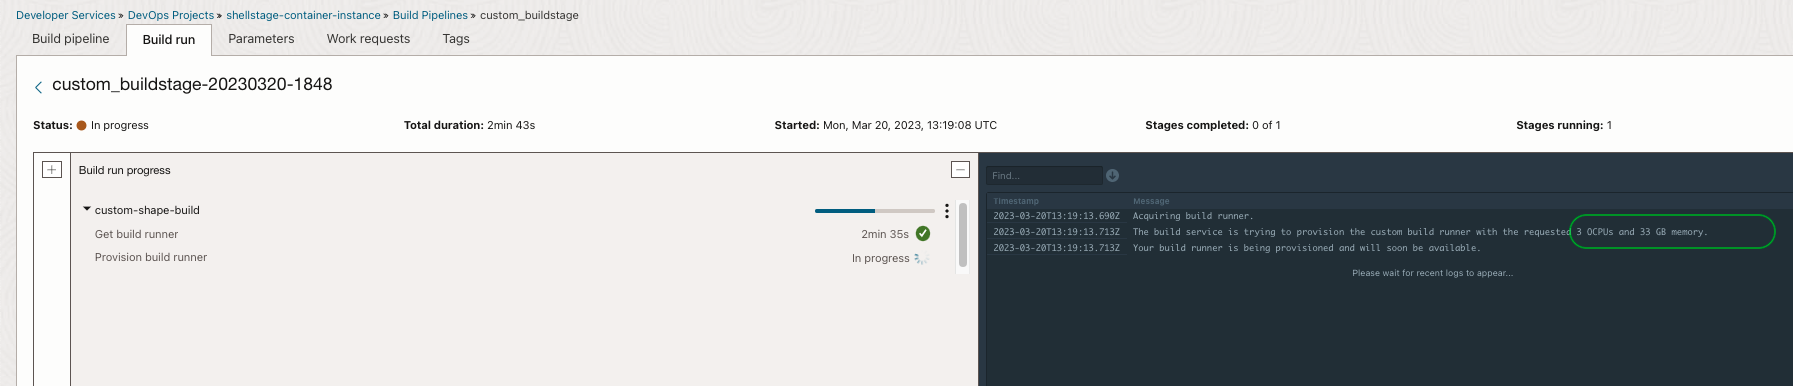 Developer Services » DevOps Projects » shellstage-container-instance » Build Pipelines » custom_buildstage
Build pipeline Build run Parameters Work requests Tags
custom_buildstage-20230320-1848
Status: In progress Total duration: 2min 43s Started: Mon, Mar 20, 2023, 13:19:08 UTC Stages completed: 0 of 1 Stages running: 1
Build run progress
custom-shape-build
Get build runner 2min 35s
Provision build runner In progress
Find...
Timestamp Message
2023-03-20T13:19:13.690Z Acquiring build runner.
2023-03-20T13:19:13.713Z The build service is trying to provision the custom build runner with the requested 3 OCPUs and 33 GB memory.
2023-03-20T13:19:13.713Z Your build runner is being provisioned and will soon be available.
Please wait for recent logs to appear...